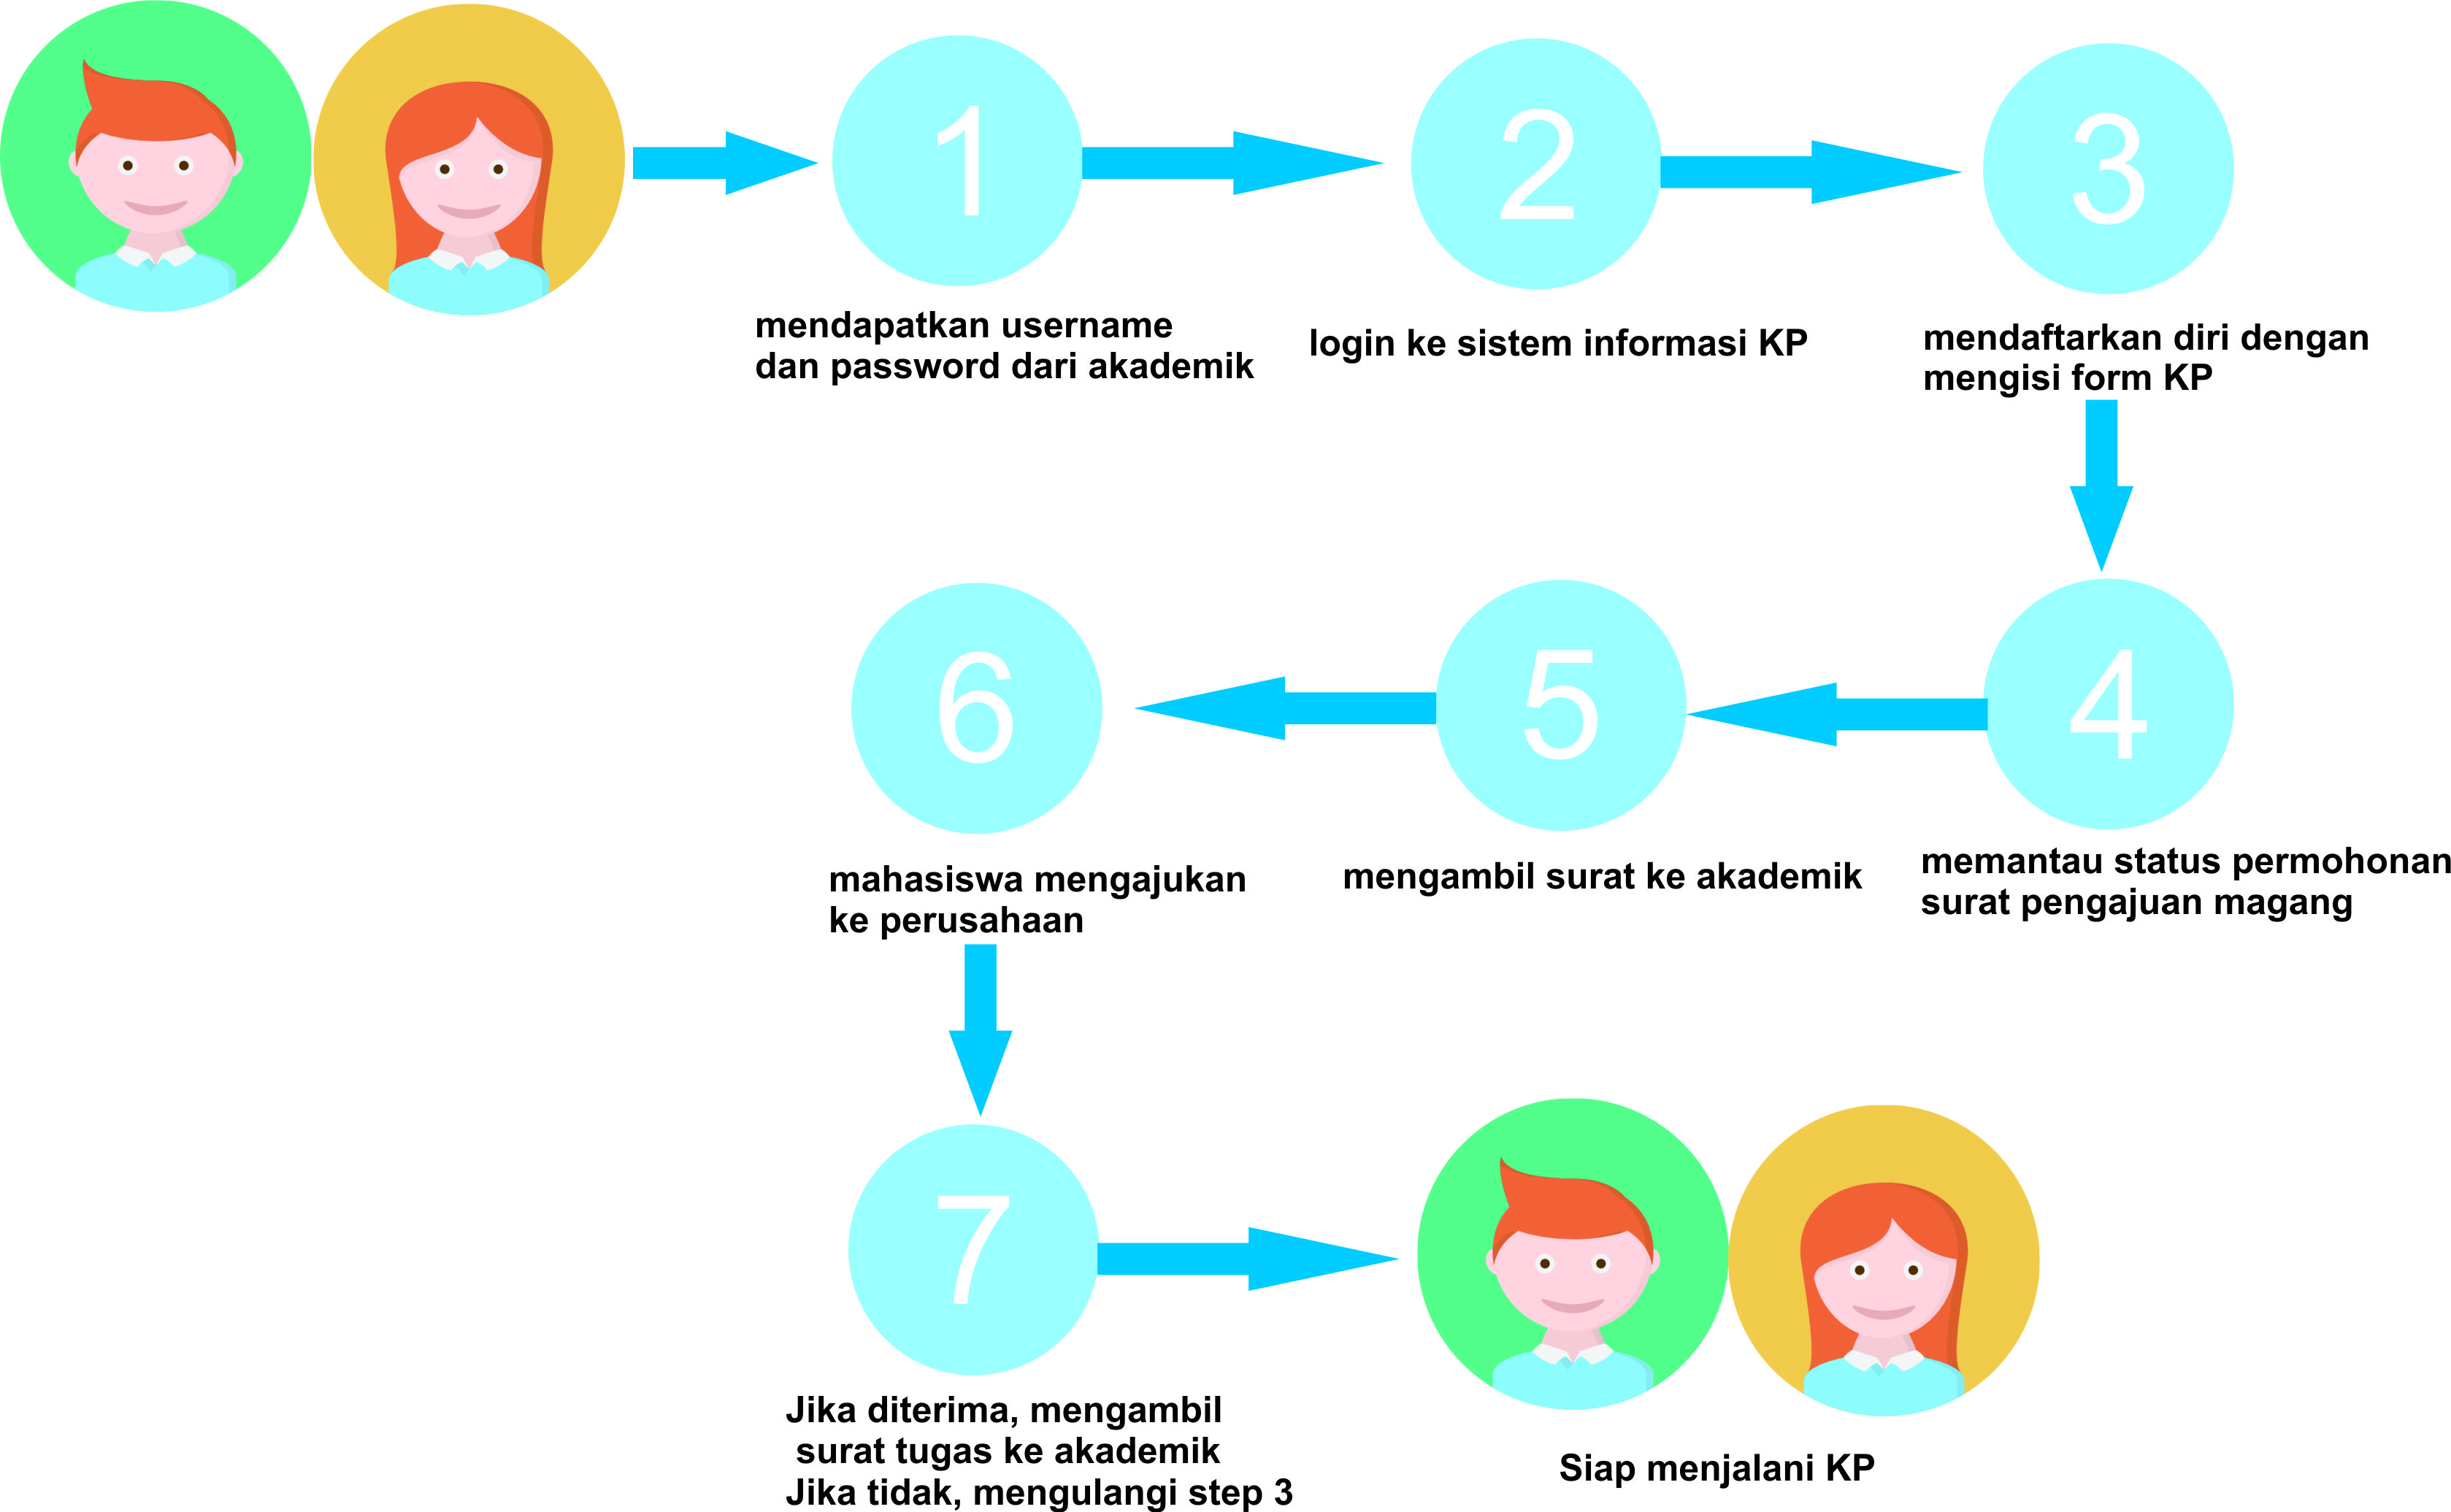 1
mendapatkan username
dan password dari akademik
2
login ke sistem informasi KP
3
mendaftarkan diri dengan
mengisi form KP
4
memantau status permohonan
surat pengajuan magang
5
mengambil surat ke akademik
6
mahasiswa mengajukan
ke perusahaan
7
Jika diterima, mengambil
surat tugas ke akademik
Jika tidak, mengulangi step 3
Siap menjalani KP